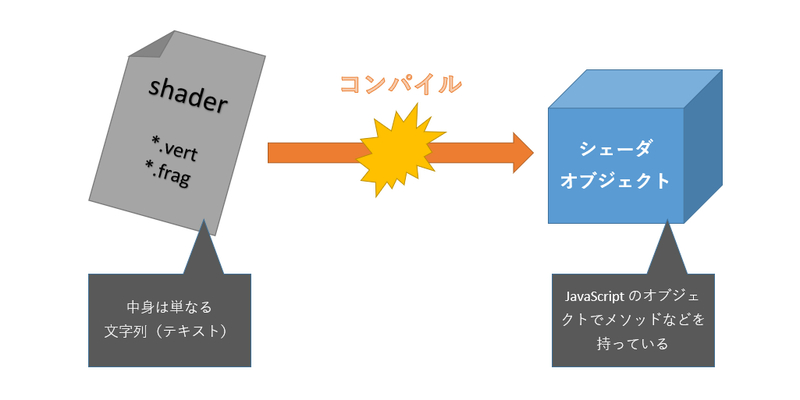 shader
*.vert
*.frag
コンパイル
シェーダ
オブジェクト
中身は単なる
文字列（テキスト）
JavaScript のオブジェ
クトでメソッドなどを
持っている